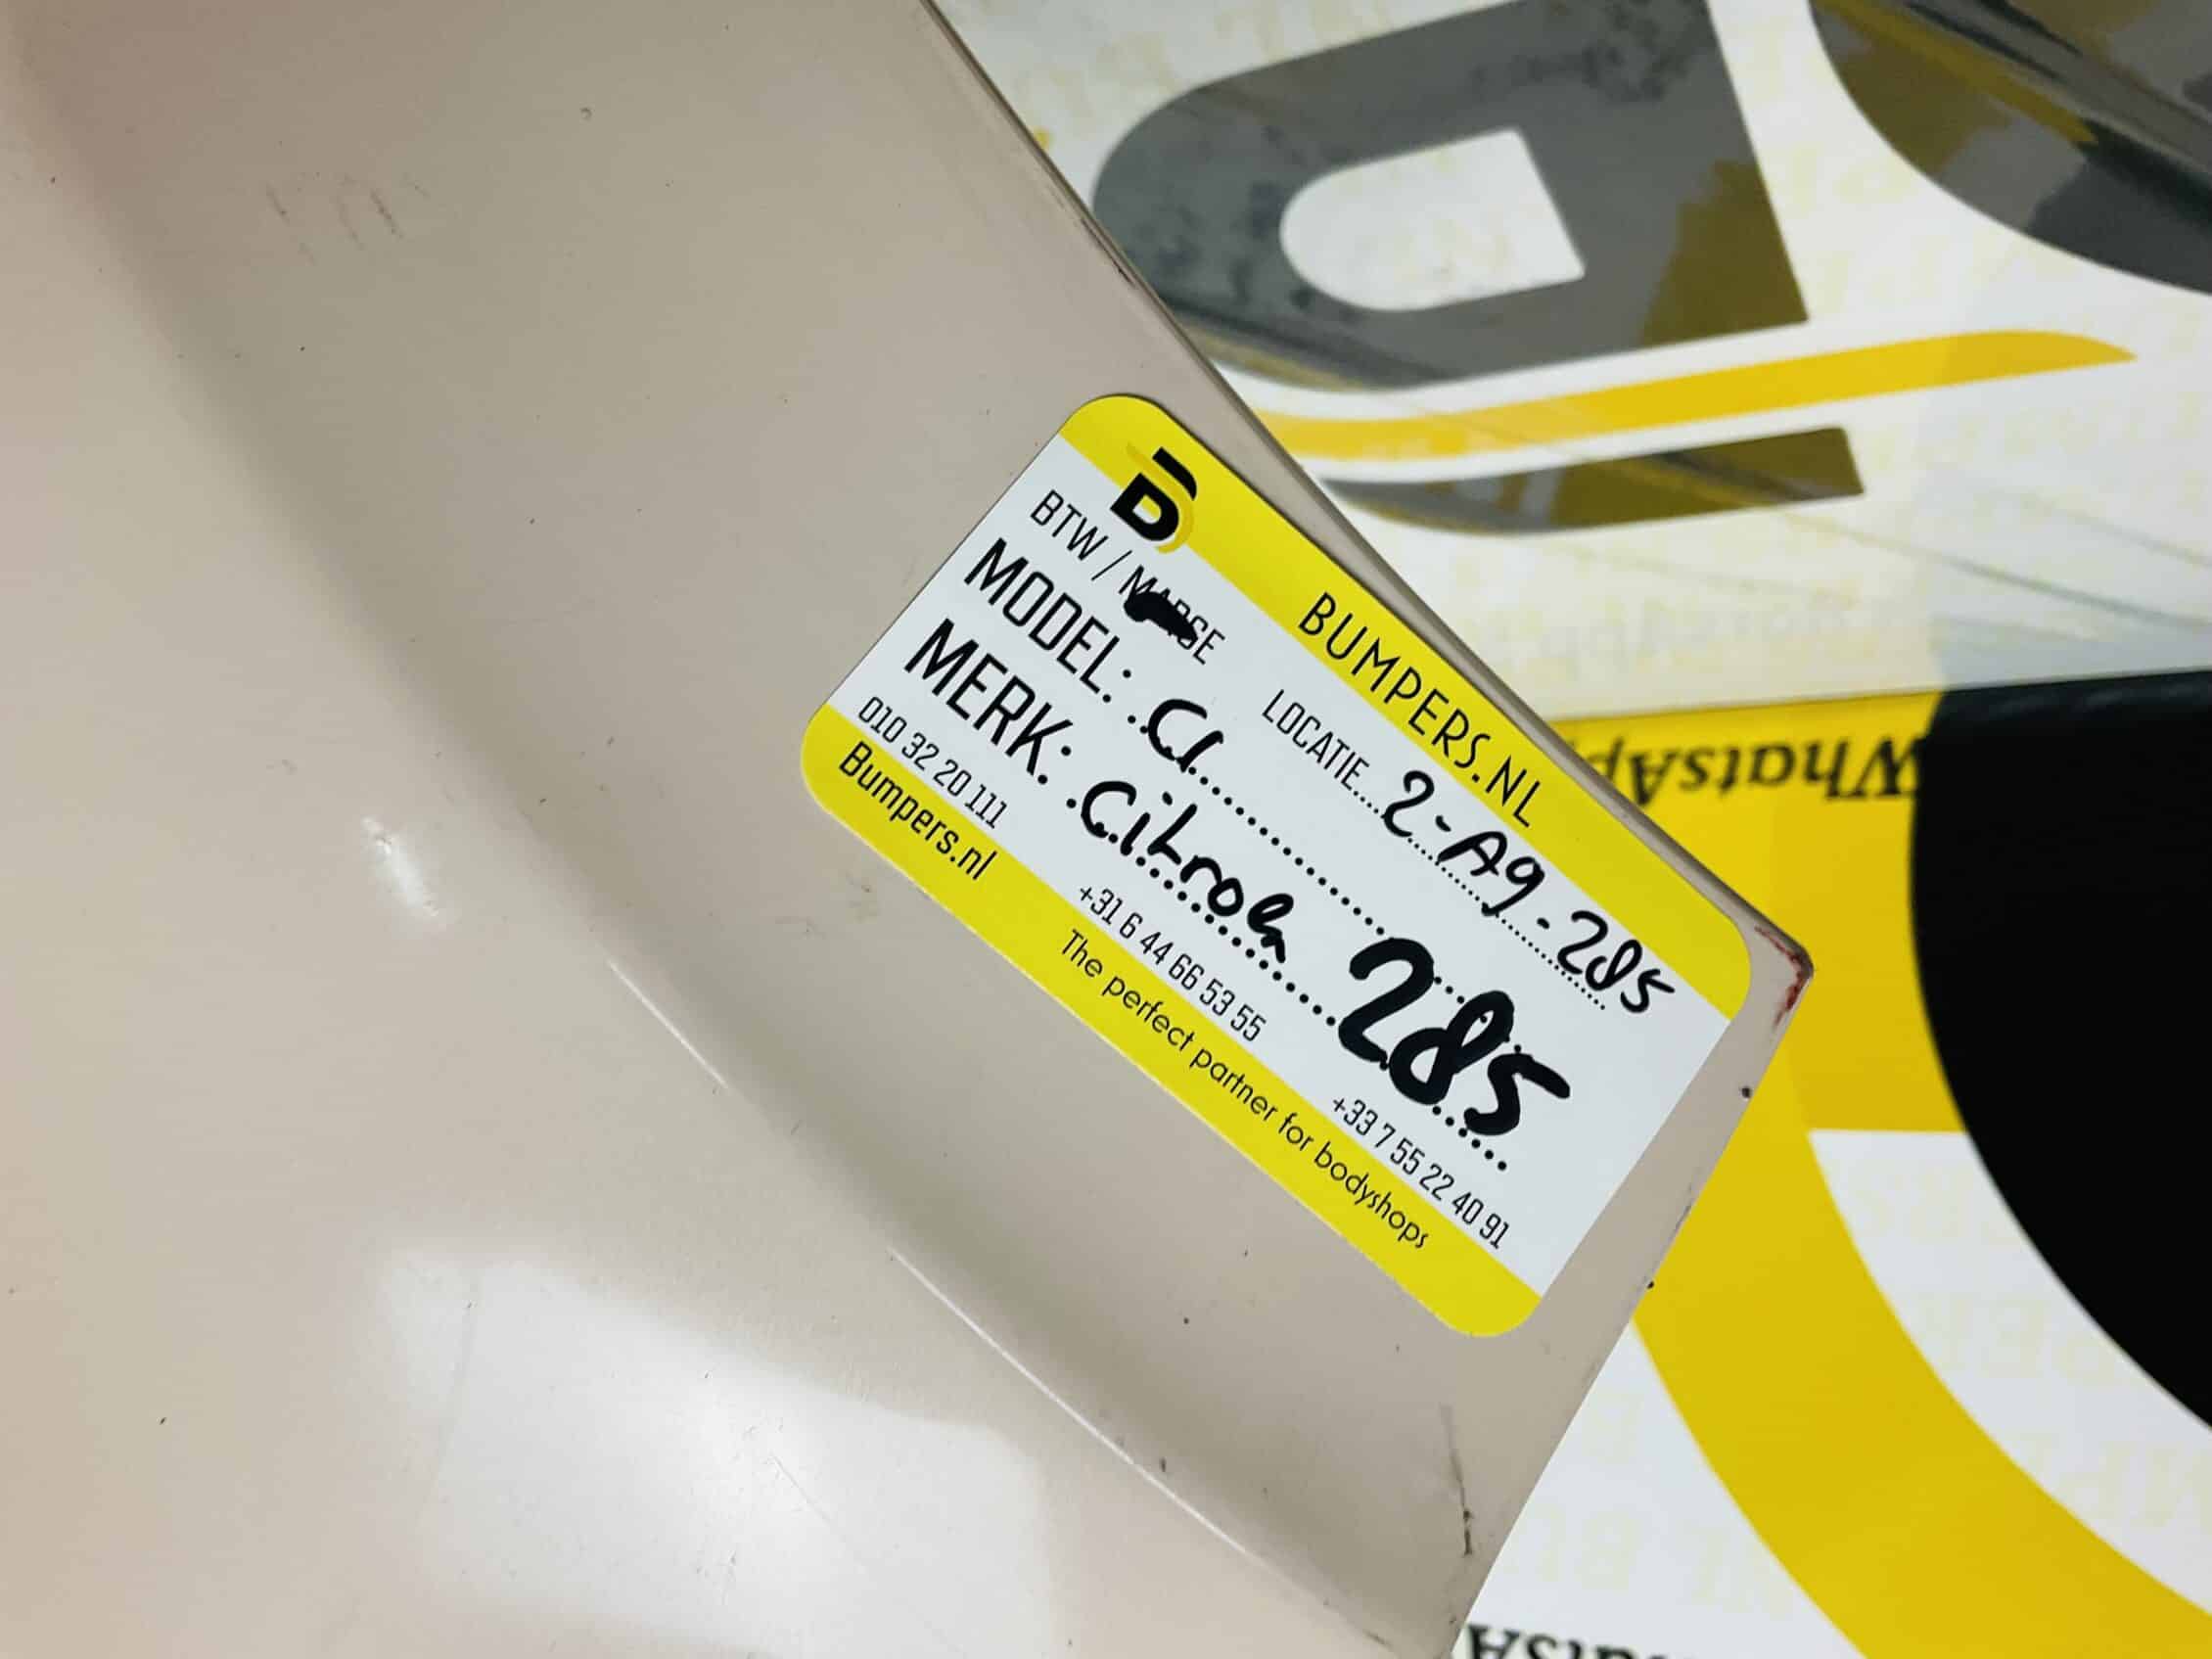 B
BUMPERS.NL
BTW / MARGE
LOCATIE 2-A9-285
MODEL: C1
MERK: Citroen 285
010 32 20 111
+31 6 44 66 53 55
+33 7 55 22 40 91
Bumpers.nl
The perfect partner for bodyshops
WhatsApp